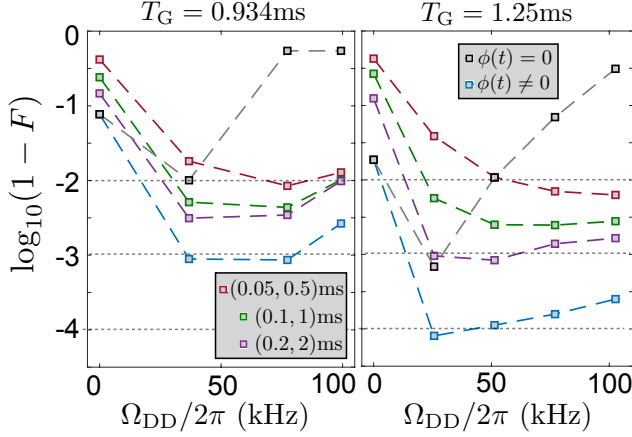 T_G = 0.934ms
T_G = 1.25ms
log₁₀(1 − F)
0
-1
-2
-3
-4
(0.05, 0.5)ms
(0.1, 1)ms
(0.2, 2)ms
ϕ(t) = 0
ϕ(t) ≠ 0
0
50
100
0
50
100
Ω_DD/2π (kHz)
Ω_DD/2π (kHz)